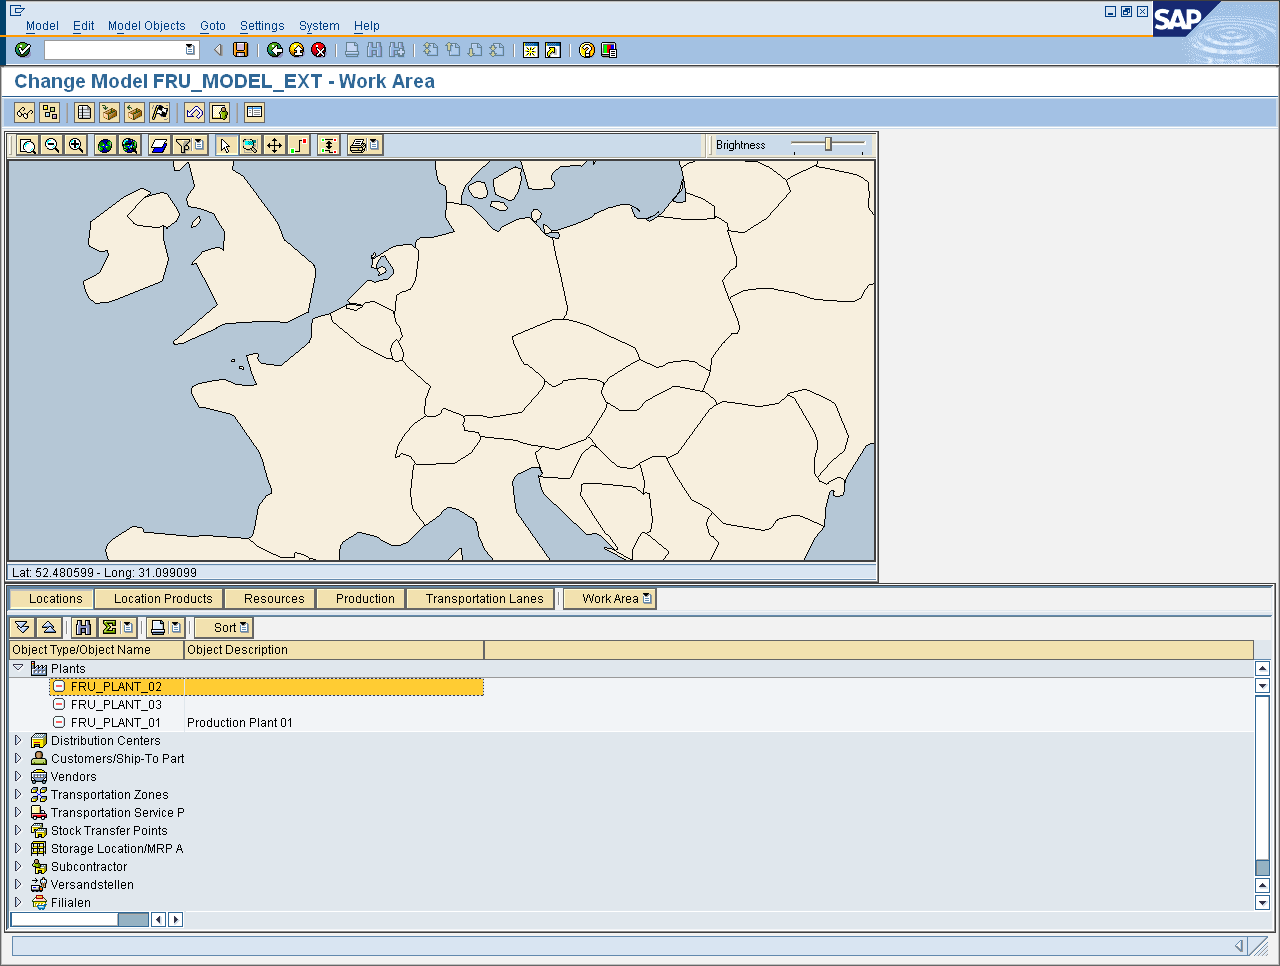 Model Edit Model Objects Goto Settings System Help
SAP
Change Model FRU_MODEL_EXT - Work Area
Brightness
Lat: 52.480599 - Long: 31.099099
Locations Location Products Resources Production Transportation Lanes Work Area
Sort
Object Type/Object Name Object Description
Plants
FRU_PLANT_02
FRU_PLANT_03
FRU_PLANT_01 Production Plant 01
Distribution Centers
Customers/Ship-To Part
Vendors
Transportation Zones
Transportation Service P
Stock Transfer Points
Storage Location/MRP A
Subcontractor
Versandstellen
Filialen